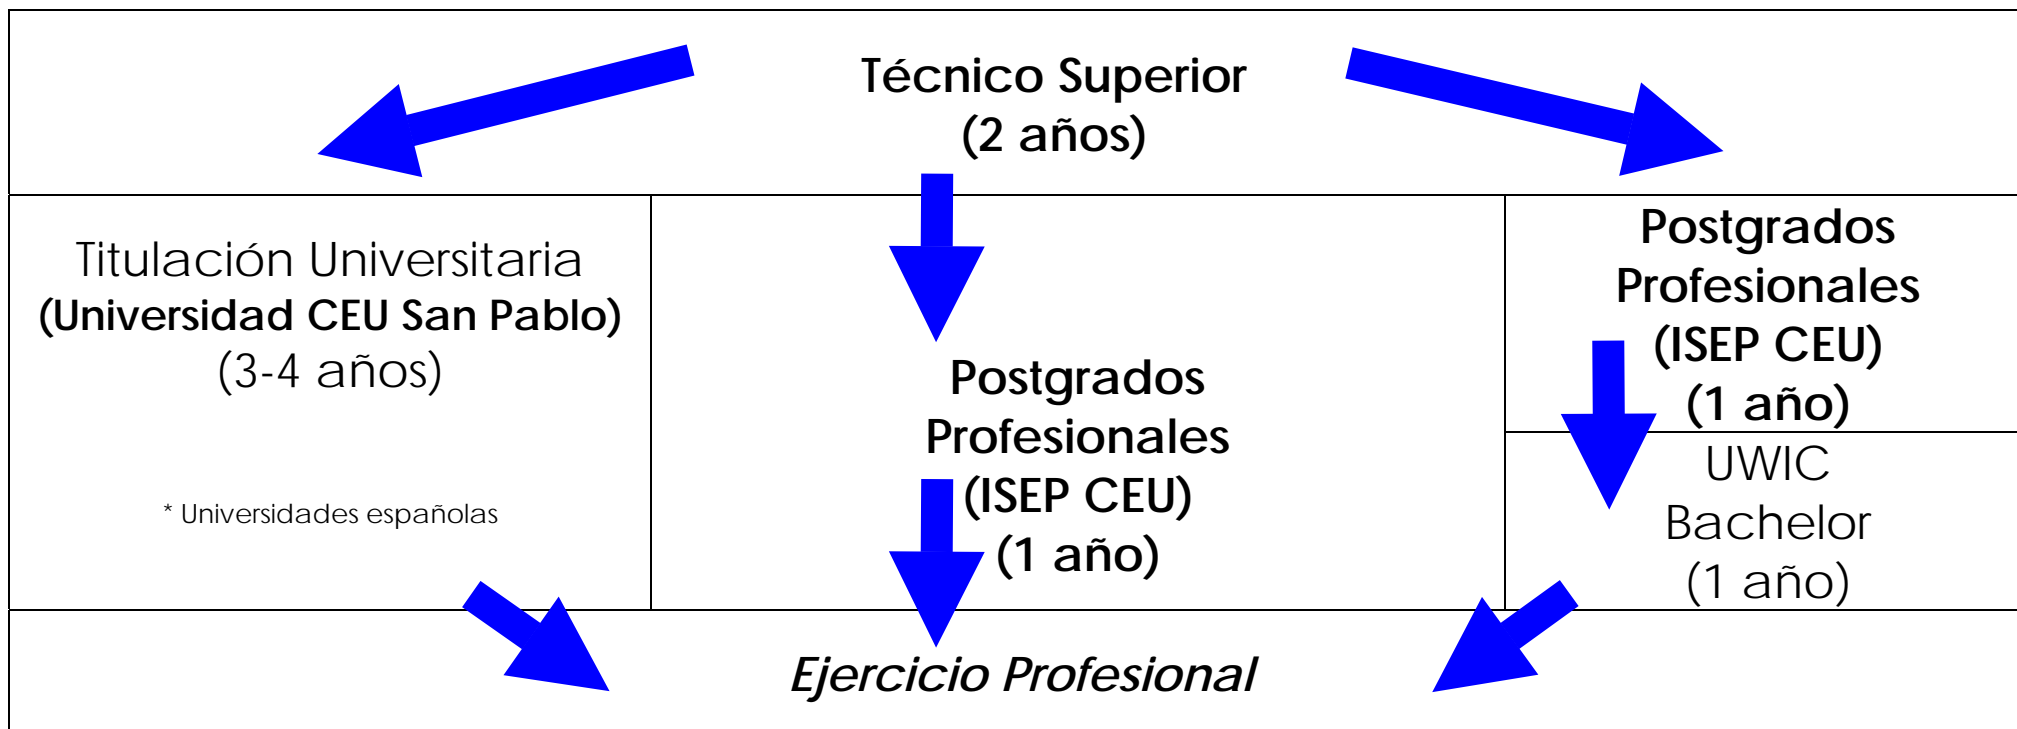 Técnico Superior
(2 años)
Titulación Universitaria
(Universidad CEU San Pablo)
(3-4 años)
* Universidades españolas
Postgrados
Profesionales
(ISEP CEU)
(1 año)
Postgrados
Profesionales
(ISEP CEU)
(1 año)
UWIC
Bachelor
(1 año)
Ejercicio Profesional